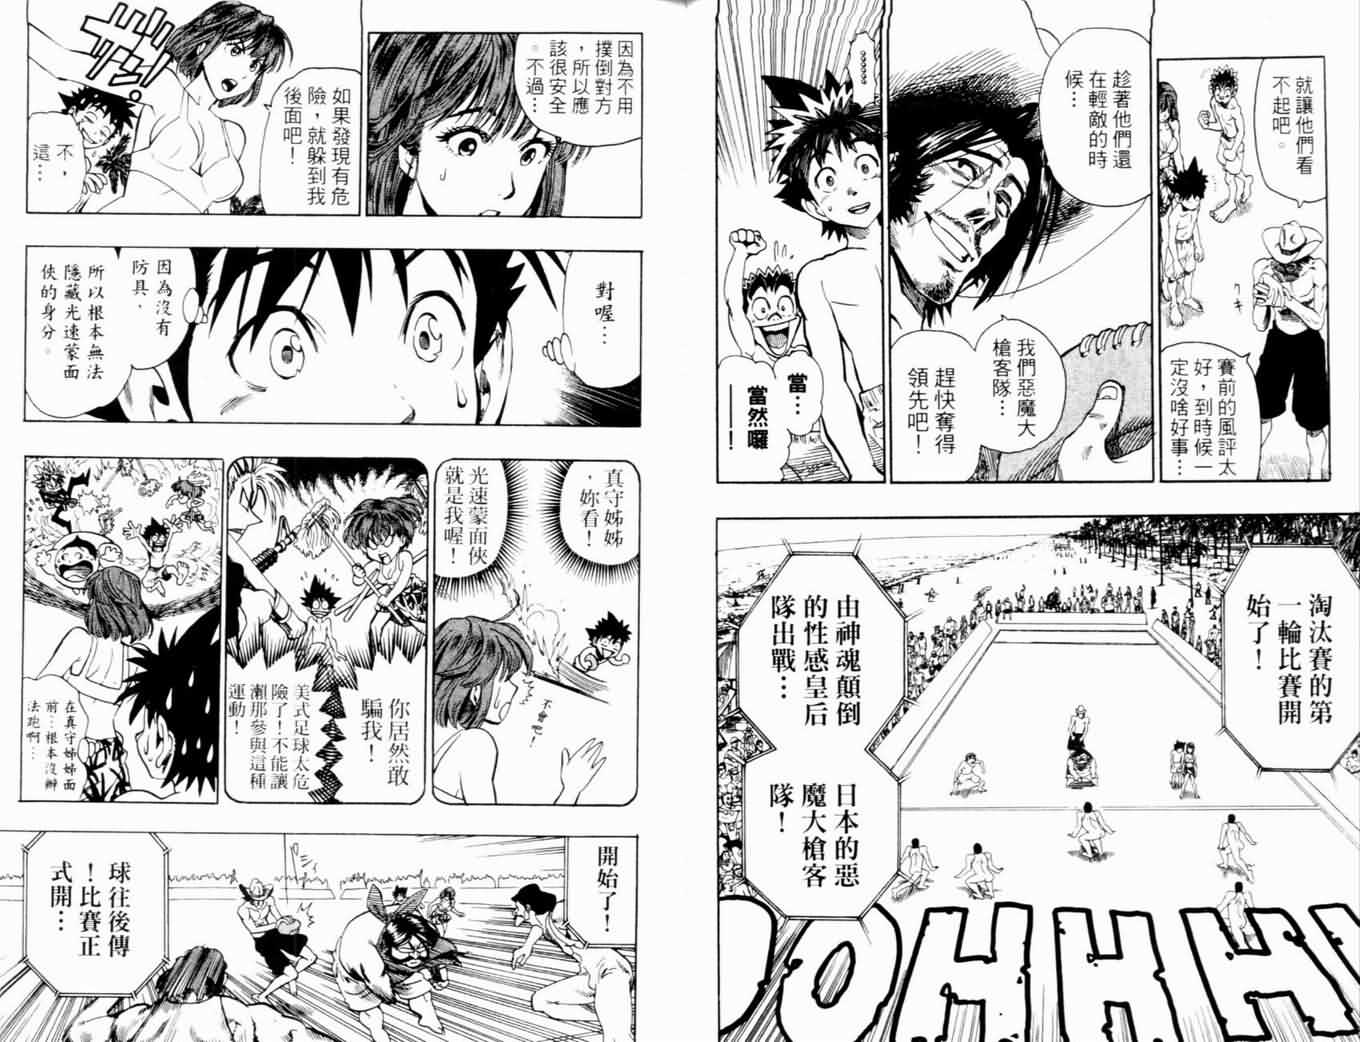 就讓他們看
不起吧。
賽前的風評太
好，到時候一
定沒啥好事…
趁著他們還
在輕敵的時
候…
我們惡魔大
槍客隊…
趕快奪得
領先吧！
………
當…
當然囉
——！
淘汰賽的第
一輪比賽開
始了！
由神魂顛倒
的性感皇后
隊出戰…
日本的惡
魔大槍客
隊！
OOHHH
因為不用
撲倒對方
，所以應
該很安全
。不過…
如果發現有危
險，就躲到我
後面吧！
不，
這…
對喔…
因為沒有
防具，
所以根本無法
隱藏光速蒙面
俠的身分。
真守姊姊
，妳看！
光速蒙面俠
就是我喔！
不會吧！
你居然敢
騙我！
美式足球太危
險了！不能讓
瀨那參與這種
運動！
在真守姊姊面
前…根本沒辦
法跑啊…
開始了！
球往後傳
！比賽正
式開…